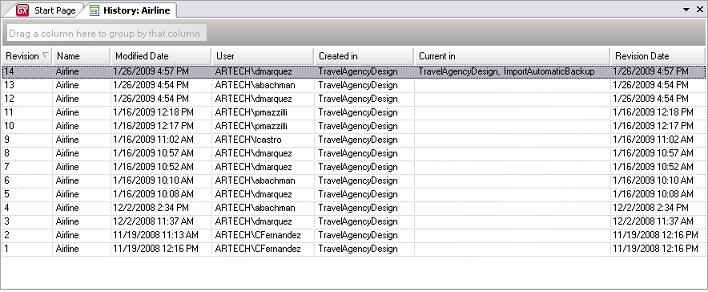 GX Start Page History: Airline
Drag a column here to group by that column
Revision Name Modified Date User Created in Current in Revision Date
14 Airline 1/26/2009 4:57 PM ARTECH\dmarquez TravelAgencyDesign TravelAgencyDesign, ImportAutomaticBackup 1/26/2009 4:57 PM
13 Airline 1/26/2009 4:54 PM ARTECH\abachman TravelAgencyDesign 1/26/2009 4:54 PM
12 Airline 1/26/2009 4:54 PM ARTECH\dmarquez TravelAgencyDesign 1/26/2009 4:54 PM
11 Airline 1/16/2009 12:18 PM ARTECH\pmazzilli TravelAgencyDesign 1/16/2009 12:18 PM
10 Airline 1/16/2009 12:17 PM ARTECH\pmazzilli TravelAgencyDesign 1/16/2009 12:17 PM
9 Airline 1/16/2009 11:02 AM ARTECH\castro TravelAgencyDesign 1/16/2009 11:02 AM
8 Airline 1/16/2009 10:57 AM ARTECH\dmarquez TravelAgencyDesign 1/16/2009 10:57 AM
7 Airline 1/16/2009 10:52 AM ARTECH\dmarquez TravelAgencyDesign 1/16/2009 10:52 AM
6 Airline 1/16/2009 10:10 AM ARTECH\abachman TravelAgencyDesign 1/16/2009 10:10 AM
5 Airline 1/16/2009 10:08 AM ARTECH\dmarquez TravelAgencyDesign 1/16/2009 10:08 AM
4 Airline 12/2/2008 2:34 PM ARTECH\abachman TravelAgencyDesign 12/2/2008 2:34 PM
3 Airline 12/2/2008 11:37 AM ARTECH\dmarquez TravelAgencyDesign 12/2/2008 11:37 AM
2 Airline 11/19/2008 11:13 AM ARTECH\CFernandez TravelAgencyDesign 11/19/2008 12:16 PM
1 Airline 11/19/2008 12:16 PM ARTECH\CFernandez TravelAgencyDesign 11/19/2008 12:16 PM